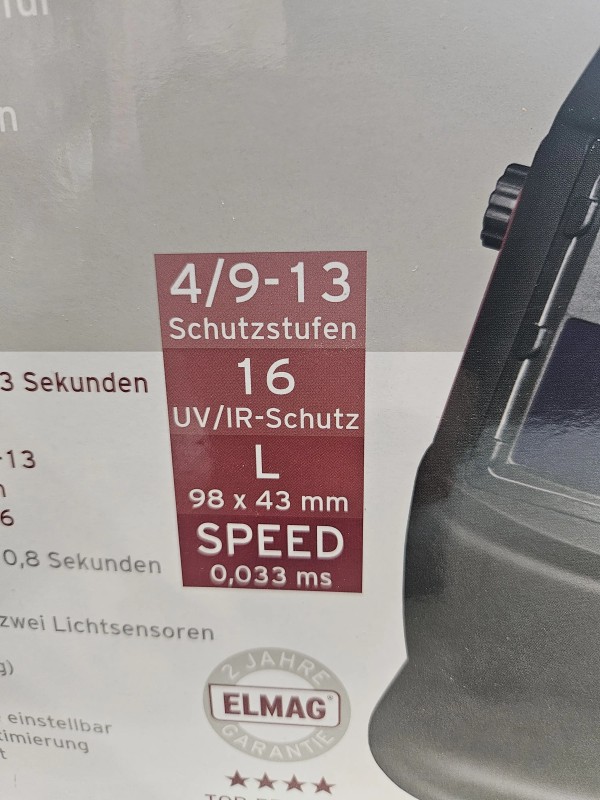 4/9-13
Schutzstufen
16
UV/IR-Schutz
L
98 x 43 mm
SPEED
0,033 ms
3 Sekunden
-13
6
0,8 Sekunden
zwei Lichtsensoren
einstellbar
2 JAHRE
ELMAG®
GARANTIE